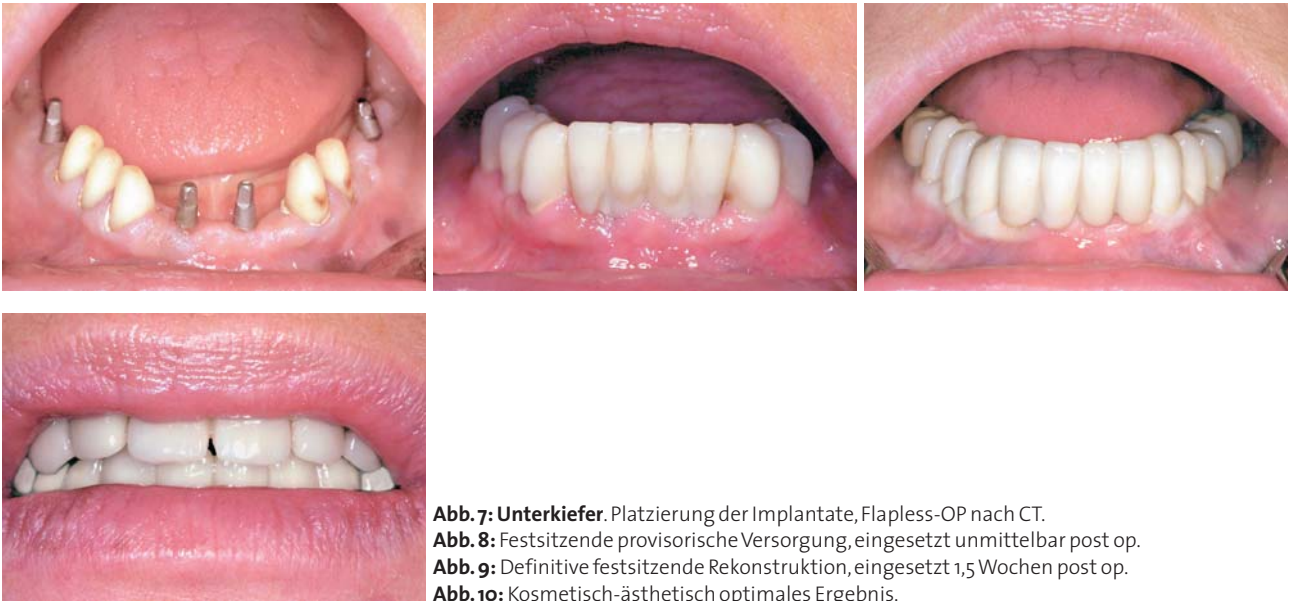 Abb. 7: Unterkiefer. Platzierung der Implantate, Flapless-OP nach CT.
Abb. 8: Festsitzende provisorische Versorgung, eingesetzt unmittelbar post op.
Abb. 9: Definitive festsitzende Rekonstruktion, eingesetzt 1,5 Wochen post op.
Abb. 10: Kosmetisch-ästhetisch optimales Ergebnis.